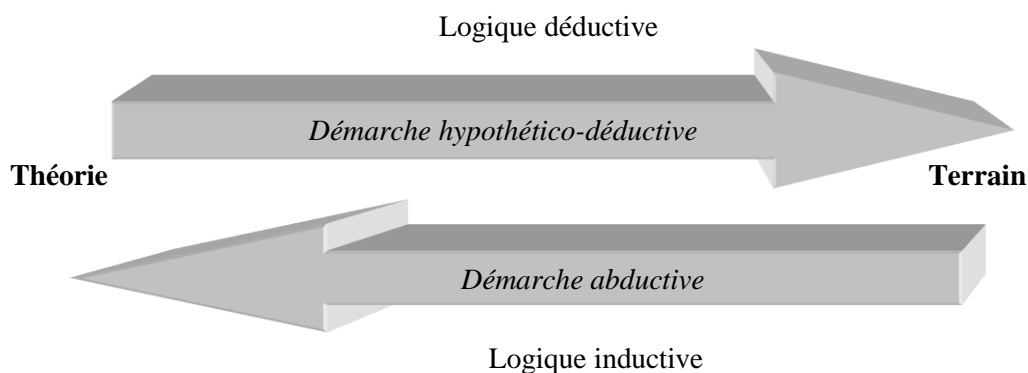 Logique déductive
Démarche hypothético-déductive
Théorie
Terrain
Démarche abductive
Logique inductive